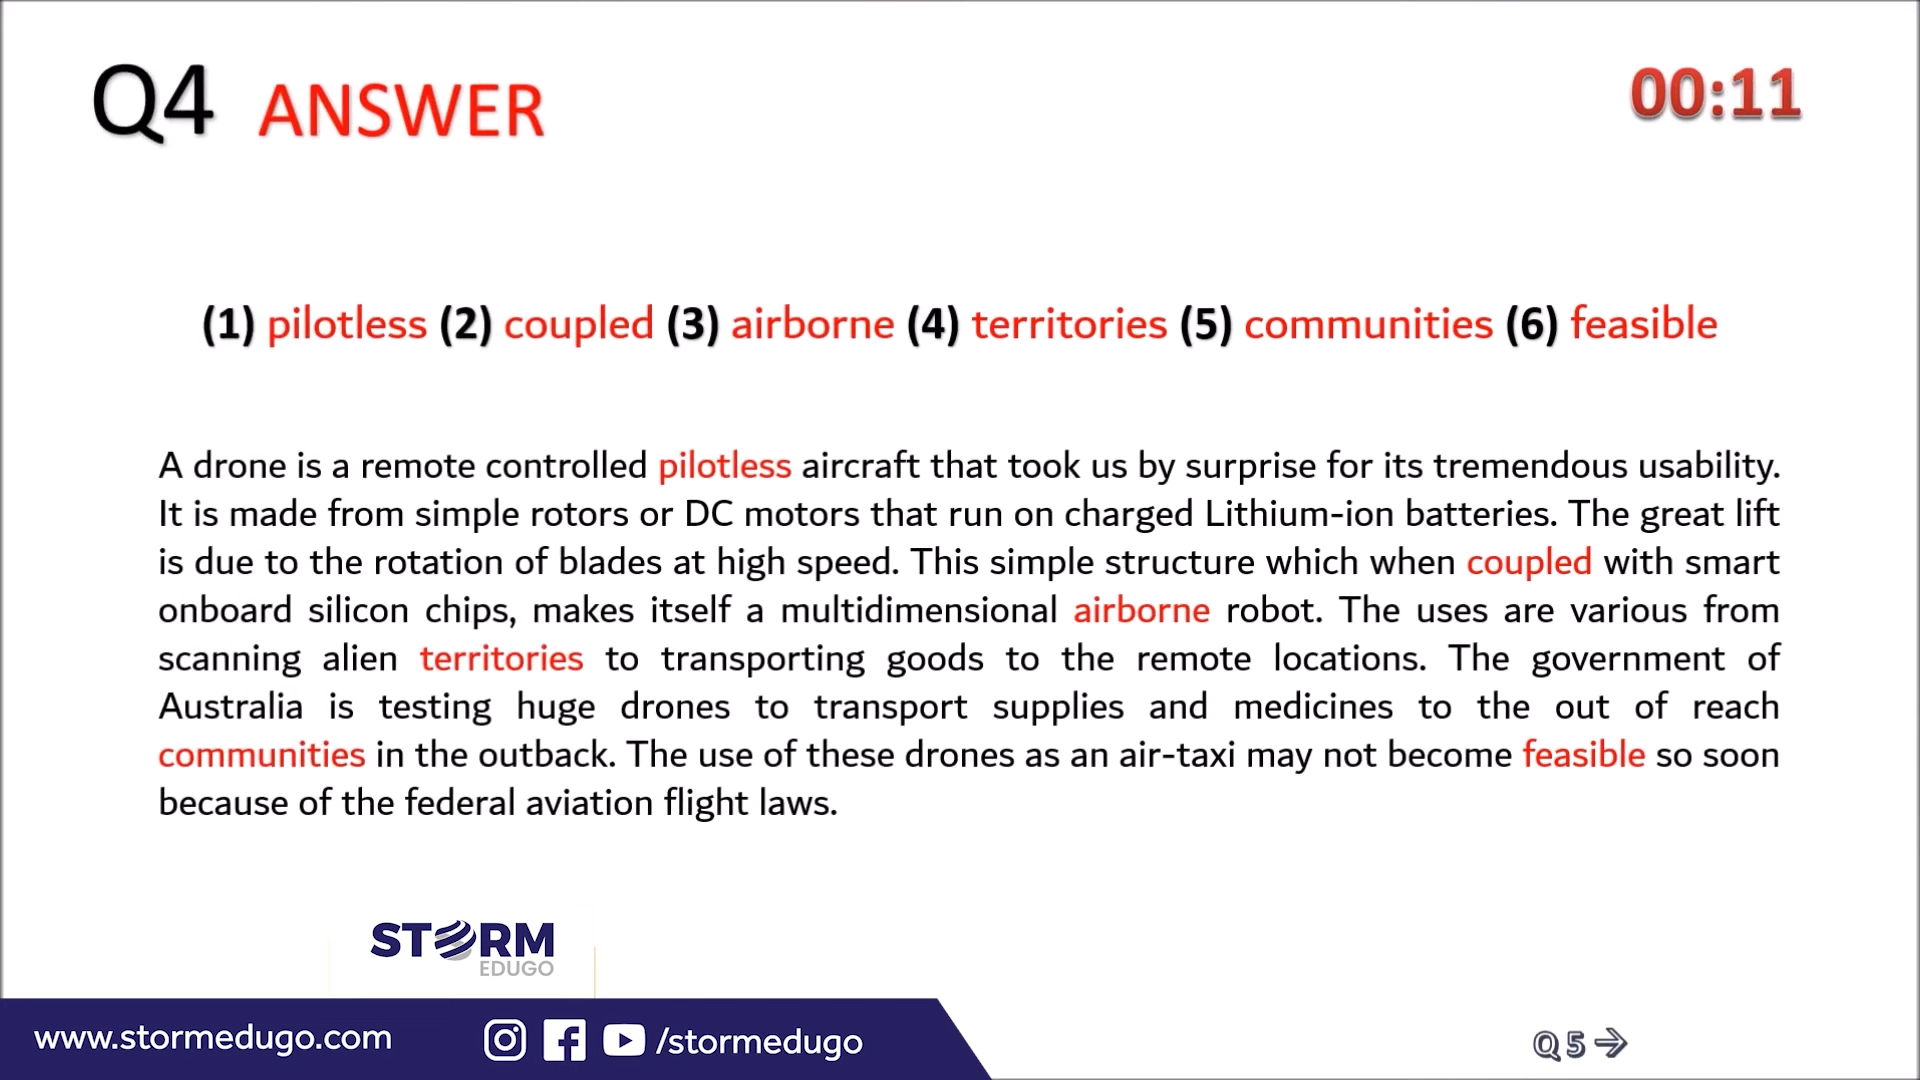 Q4 ANSWER
00:11
(1) pilotless (2) coupled (3) airborne (4) territories (5) communities (6) feasible
A drone is a remote controlled pilotless aircraft that took us by surprise for its tremendous usability.
It is made from simple rotors or DC motors that run on charged Lithium-ion batteries. The great lift
is due to the rotation of blades at high speed. This simple structure which when coupled with smart
onboard silicon chips, makes itself a multidimensional airborne robot. The uses are various from
scanning alien territories to transporting goods to the remote locations. The government of
Australia is testing huge drones to transport supplies and medicines to the out of reach
communities in the outback. The use of these drones as an air-taxi may not become feasible so soon
because of the federal aviation flight laws.
STORM
EDUGO
www.stormedugo.com
/stormedugo
Q 5